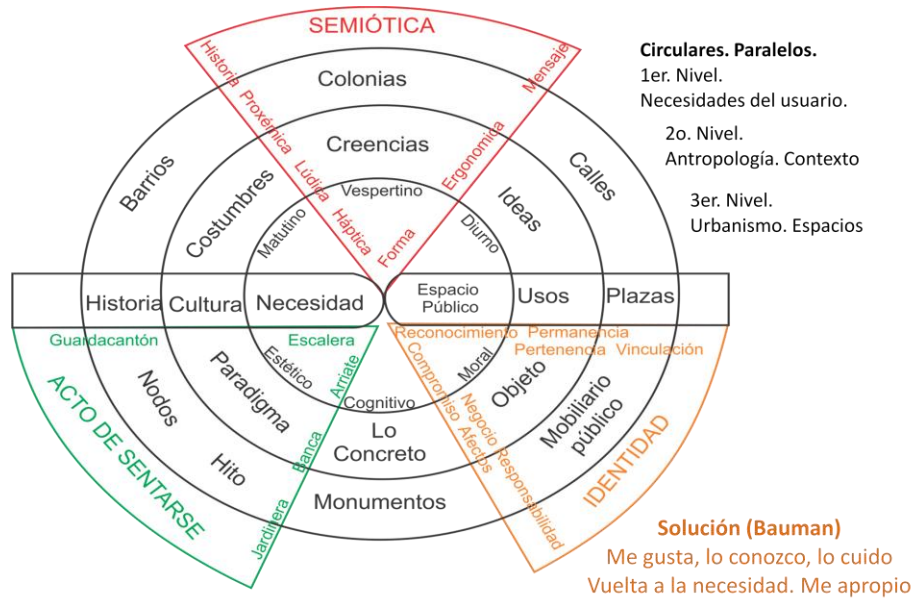 SEMIÓTICA
Historia
Proxémica
Lúdica
Háptica
Mensaje
Ergonomica
Forma
Colonias
Barrios
Calles
Creencias
Costumbres
Ideas
Vespertino
Matutino
Diurno
Historia
Cultura
Necesidad
Espacio
Público
Usos
Plazas
Guardacantón
Escalera
Arriate
Banca
Jardinera
ACTO DE SENTARSE
Estético
Cognitivo
Moral
Paradigma
Lo
Concreto
Objeto
Nodos
Hito
Monumentos
Mobiliario
público
Reconocimiento Permanencia
Pertenencia Vinculación
Compromiso Afectos
Negocio Responsabilidad
IDENTIDAD
Circulares. Paralelos.
1er. Nivel.
Necesidades del usuario.
2o. Nivel.
Antropología. Contexto
3er. Nivel.
Urbanismo. Espacios
Solución (Bauman)
Me gusta, lo conozco, lo cuido
Vuelta a la necesidad. Me apropio